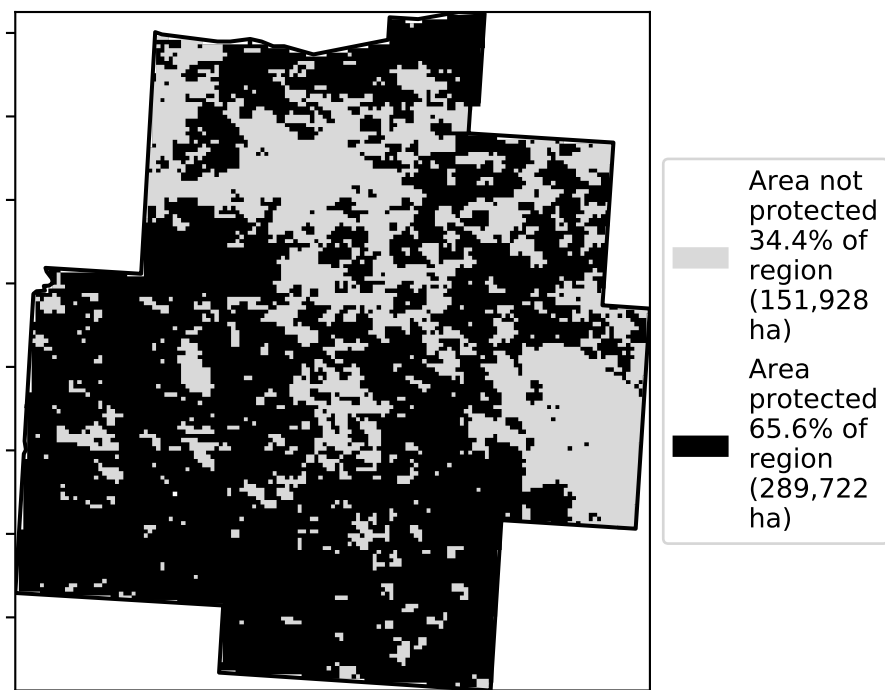 Area not
protected
34.4% of
region
(151,928
ha)
Area
protected
65.6% of
region
(289,722
ha)